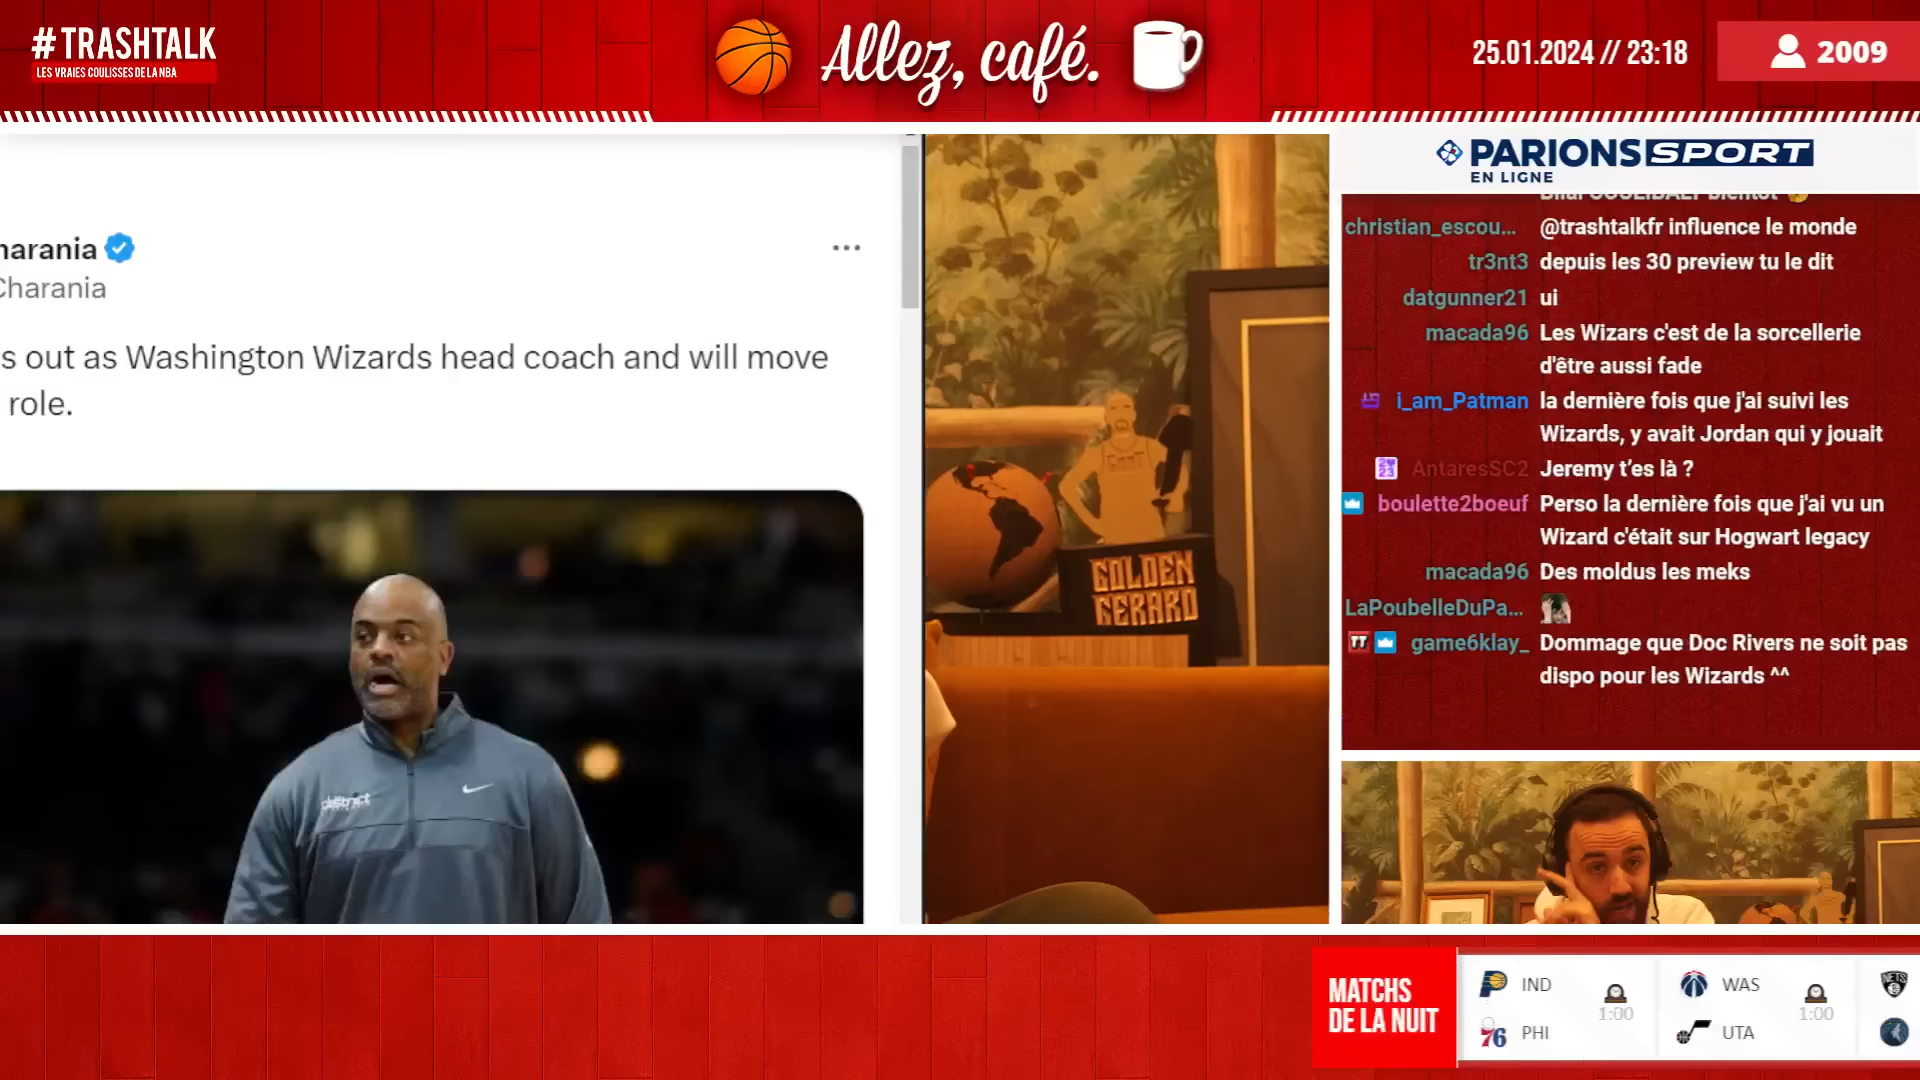 #TRASHTALK
LES VRAIES COULISSES DE LA NBA
Allez, café.
25.01.2024 // 23:18
2009
harania
Charania
s out as Washington Wizards head coach and will move
role.
district
GOAT
GOLDEN
GERARD
PARIONS SPORT
EN LIGNE
christian_escou... @trashtalkfr influence le monde
tr3nt3 depuis les 30 preview tu le dit
datgunner21 ui
macada96 Les Wizars c'est de la sorcellerie
d'être aussi fade
i_am_Patman la dernière fois que j'ai suivi les
Wizards, y avait Jordan qui y jouait
AntaresSC2 Jeremy t’es là ?
boulette2boeuf Perso la dernière fois que j'ai vu un
Wizard c'était sur Hogwart legacy
macada96 Des moldus les meks
LaPoubelleDuPa...
TT game6klay_ Dommage que Doc Rivers ne soit pas
dispo pour les Wizards ^^
MATCHS
DE LA NUIT
IND
PHI
1:00
WAS
UTA
1:00
NETS